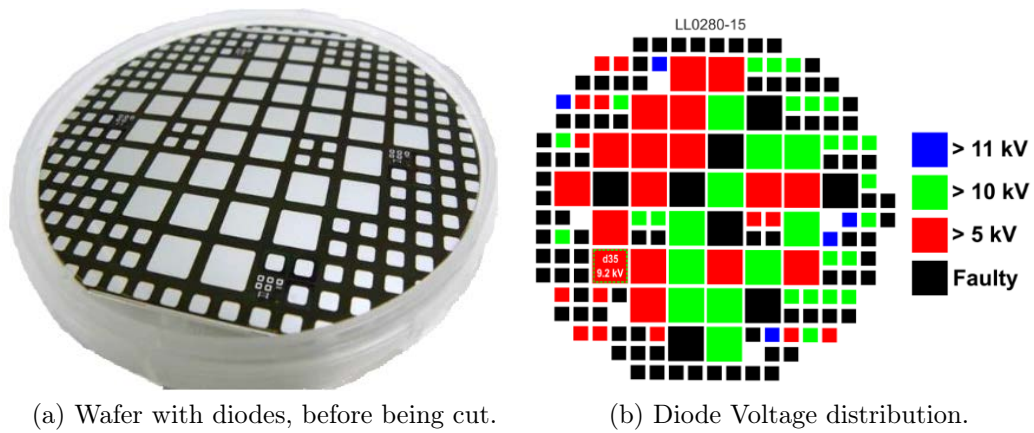 LL0280-15
d35
9.2 kV
> 11 kV
> 10 kV
> 5 kV
Faulty
(a) Wafer with diodes, before being cut.
(b) Diode Voltage distribution.